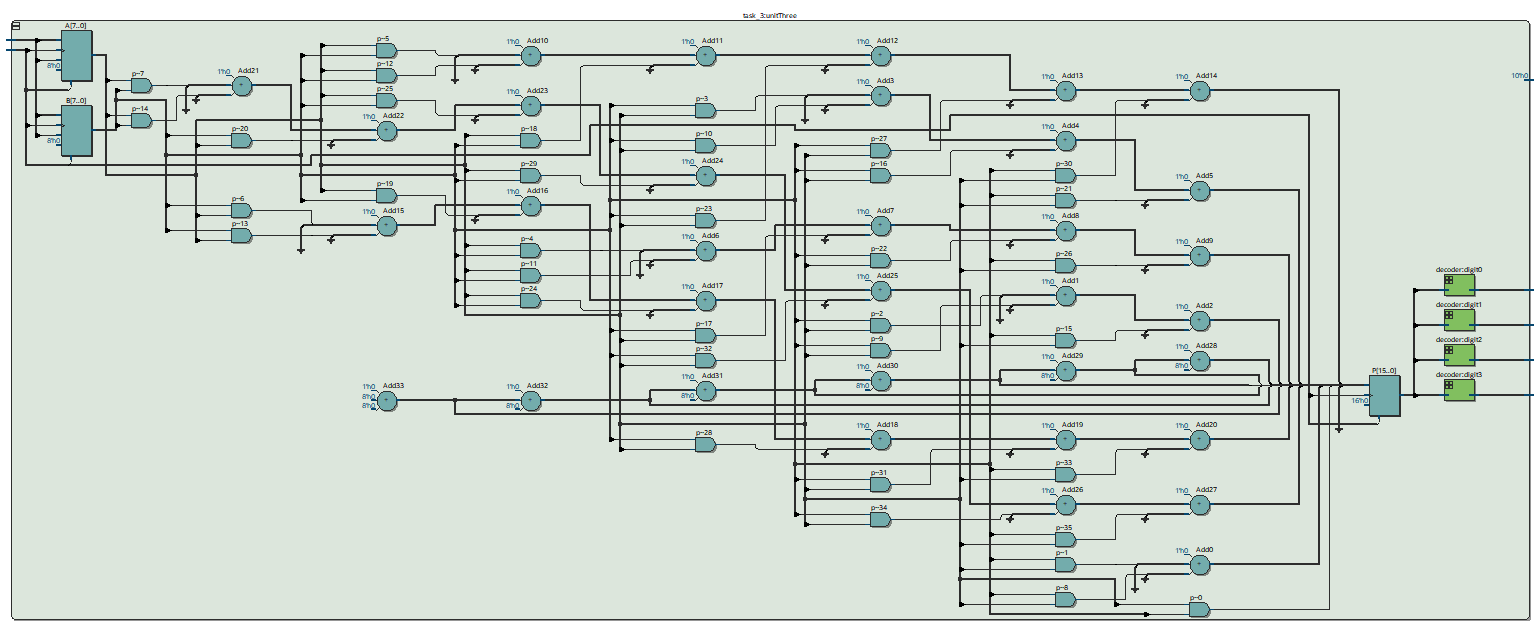 task_3:unitThree
A[7..0]
8'h0
B[7..0]
8'h0
p~7
p~14
1'h0 Add21
p~20
p~6
p~13
p~5
p~12
p~25
Add22
p~19
1'h0 Add15
1'h0 Add33
8'h0
8'h0
1'h0 Add10
1'h0 Add23
p~18
p~29
1'h0 Add16
p~4
p~11
p~24
1'h0 Add32
8'h0
1'h0 Add11
p~3
p~10
1'h0 Add24
p~23
1'h0 Add6
1'h0 Add17
p~17
p~32
1'h0 Add31
8'h0
p~28
1'h0 Add12
1'h0 Add3
p~27
p~16
1'h0 Add7
p~22
1'h0 Add25
p~2
p~9
1'h0 Add30
8'h0
1'h0 Add18
p~31
p~34
1'h0 Add13
1'h0 Add4
p~30
p~21
1'h0 Add8
p~26
1'h0 Add1
p~15
1'h0 Add29
8'h0
1'h0 Add19
p~33
1'h0 Add26
p~35
p~1
p~8
1'h0 Add14
1'h0 Add5
1'h0 Add9
1'h0 Add2
1'h0 Add28
8'h0
1'h0 Add20
1'h0 Add27
1'h0 Add0
p~0
P[15..0]
16'h0
decoder:digit0
decoder:digit1
decoder:digit2
decoder:digit3
10'h0